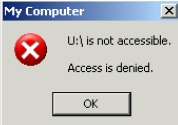 My Computer
U:\ is not accessible.
Access is denied.
OK